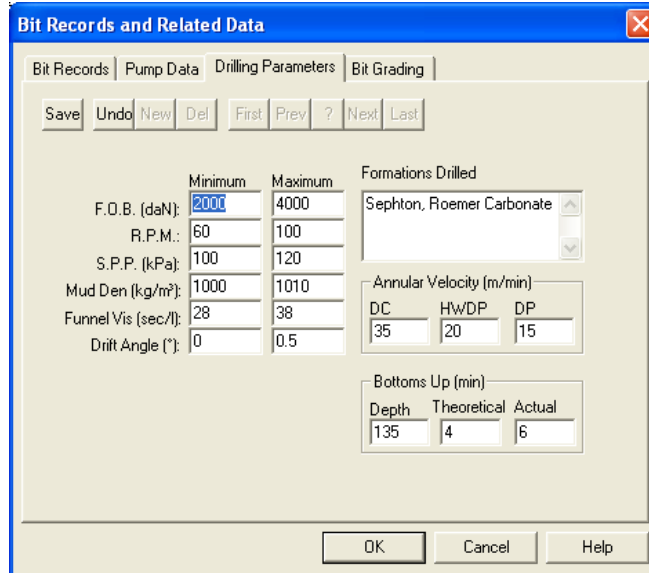 Bit Records and Related Data
Bit Records Pump Data Drilling Parameters Bit Grading
Save Undo New Del First Prev ? Next Last
Minimum Maximum
F.O.B. (daN): 2000 4000
R.P.M.: 60 100
S.P.P. (kPa): 100 120
Mud Den (kg/m³): 1000 1010
Funnel Vis (sec/l): 28 38
Drift Angle (°): 0 0.5
Formations Drilled
Sephton, Roemer Carbonate
Annular Velocity (m/min)
DC HWDP DP
35 20 15
Bottoms Up (min)
Depth Theoretical Actual
135 4 6
OK Cancel Help